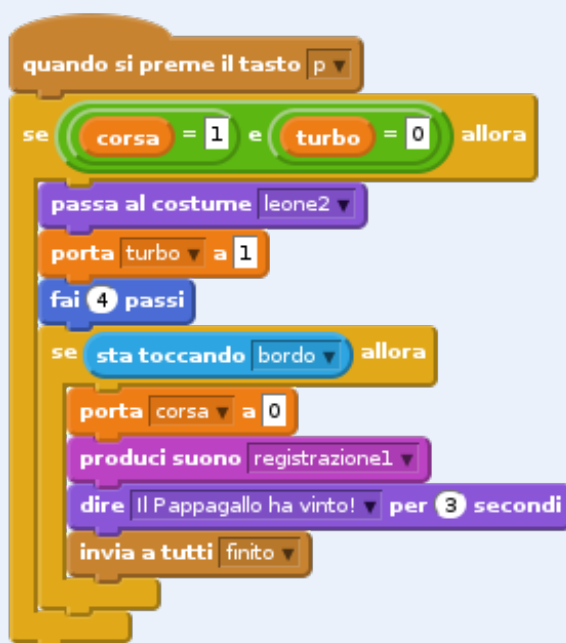 quando si preme il tasto p
se corsa = 1 e turbo = 0 allora
passa al costume leone2
porta turbo a 1
fai 4 passi
se sta toccando bordo allora
porta corsa a 0
produci suono registrazione1
dire Il Pappagallo ha vinto! per 3 secondi
invia a tutti finito